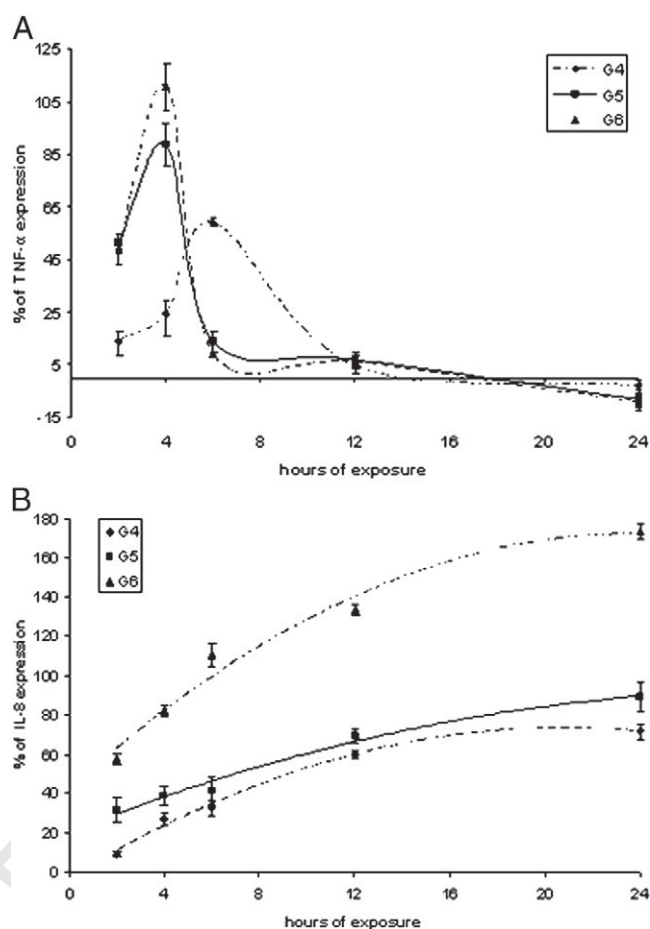 A
125
105
85
65
45
25
5
-15
% of TNF-α expression
G4
G5
G6
0 4 8 12 16 20 24
hours of exposure
B
180
160
140
120
100
80
60
40
20
0
% of IL-8 expression
G4
G5
G6
0 4 8 12 16 20 24
hours of exposure